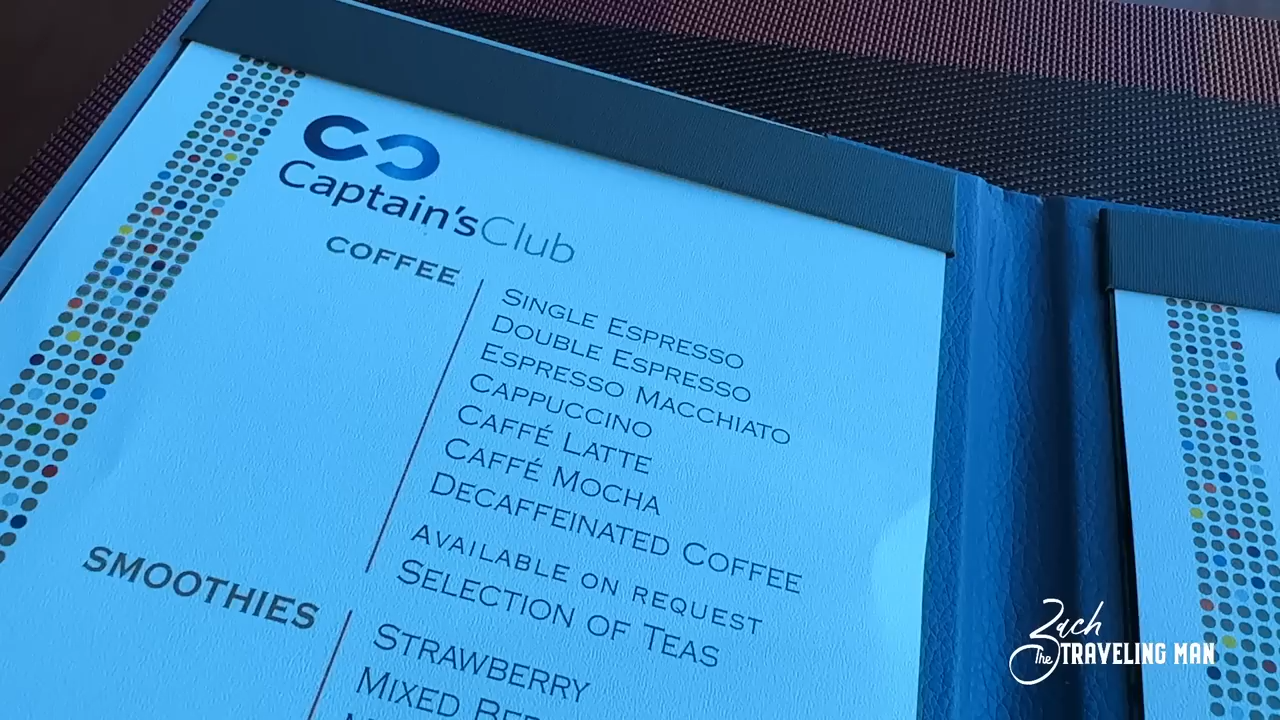 Captain'sClub
COFFEE
SINGLE ESPRESSO
DOUBLE ESPRESSO
ESPRESSO MACCHIATO
CAPPUCCINO
CAFFÉ LATTE
CAFFÉ MOCHA
DECAFFEINATED COFFEE
AVAILABLE ON REQUEST
SELECTION OF TEAS
SMOOTHIES
STRAWBERRY
MIXED
Zach
The TRAVELING MAN